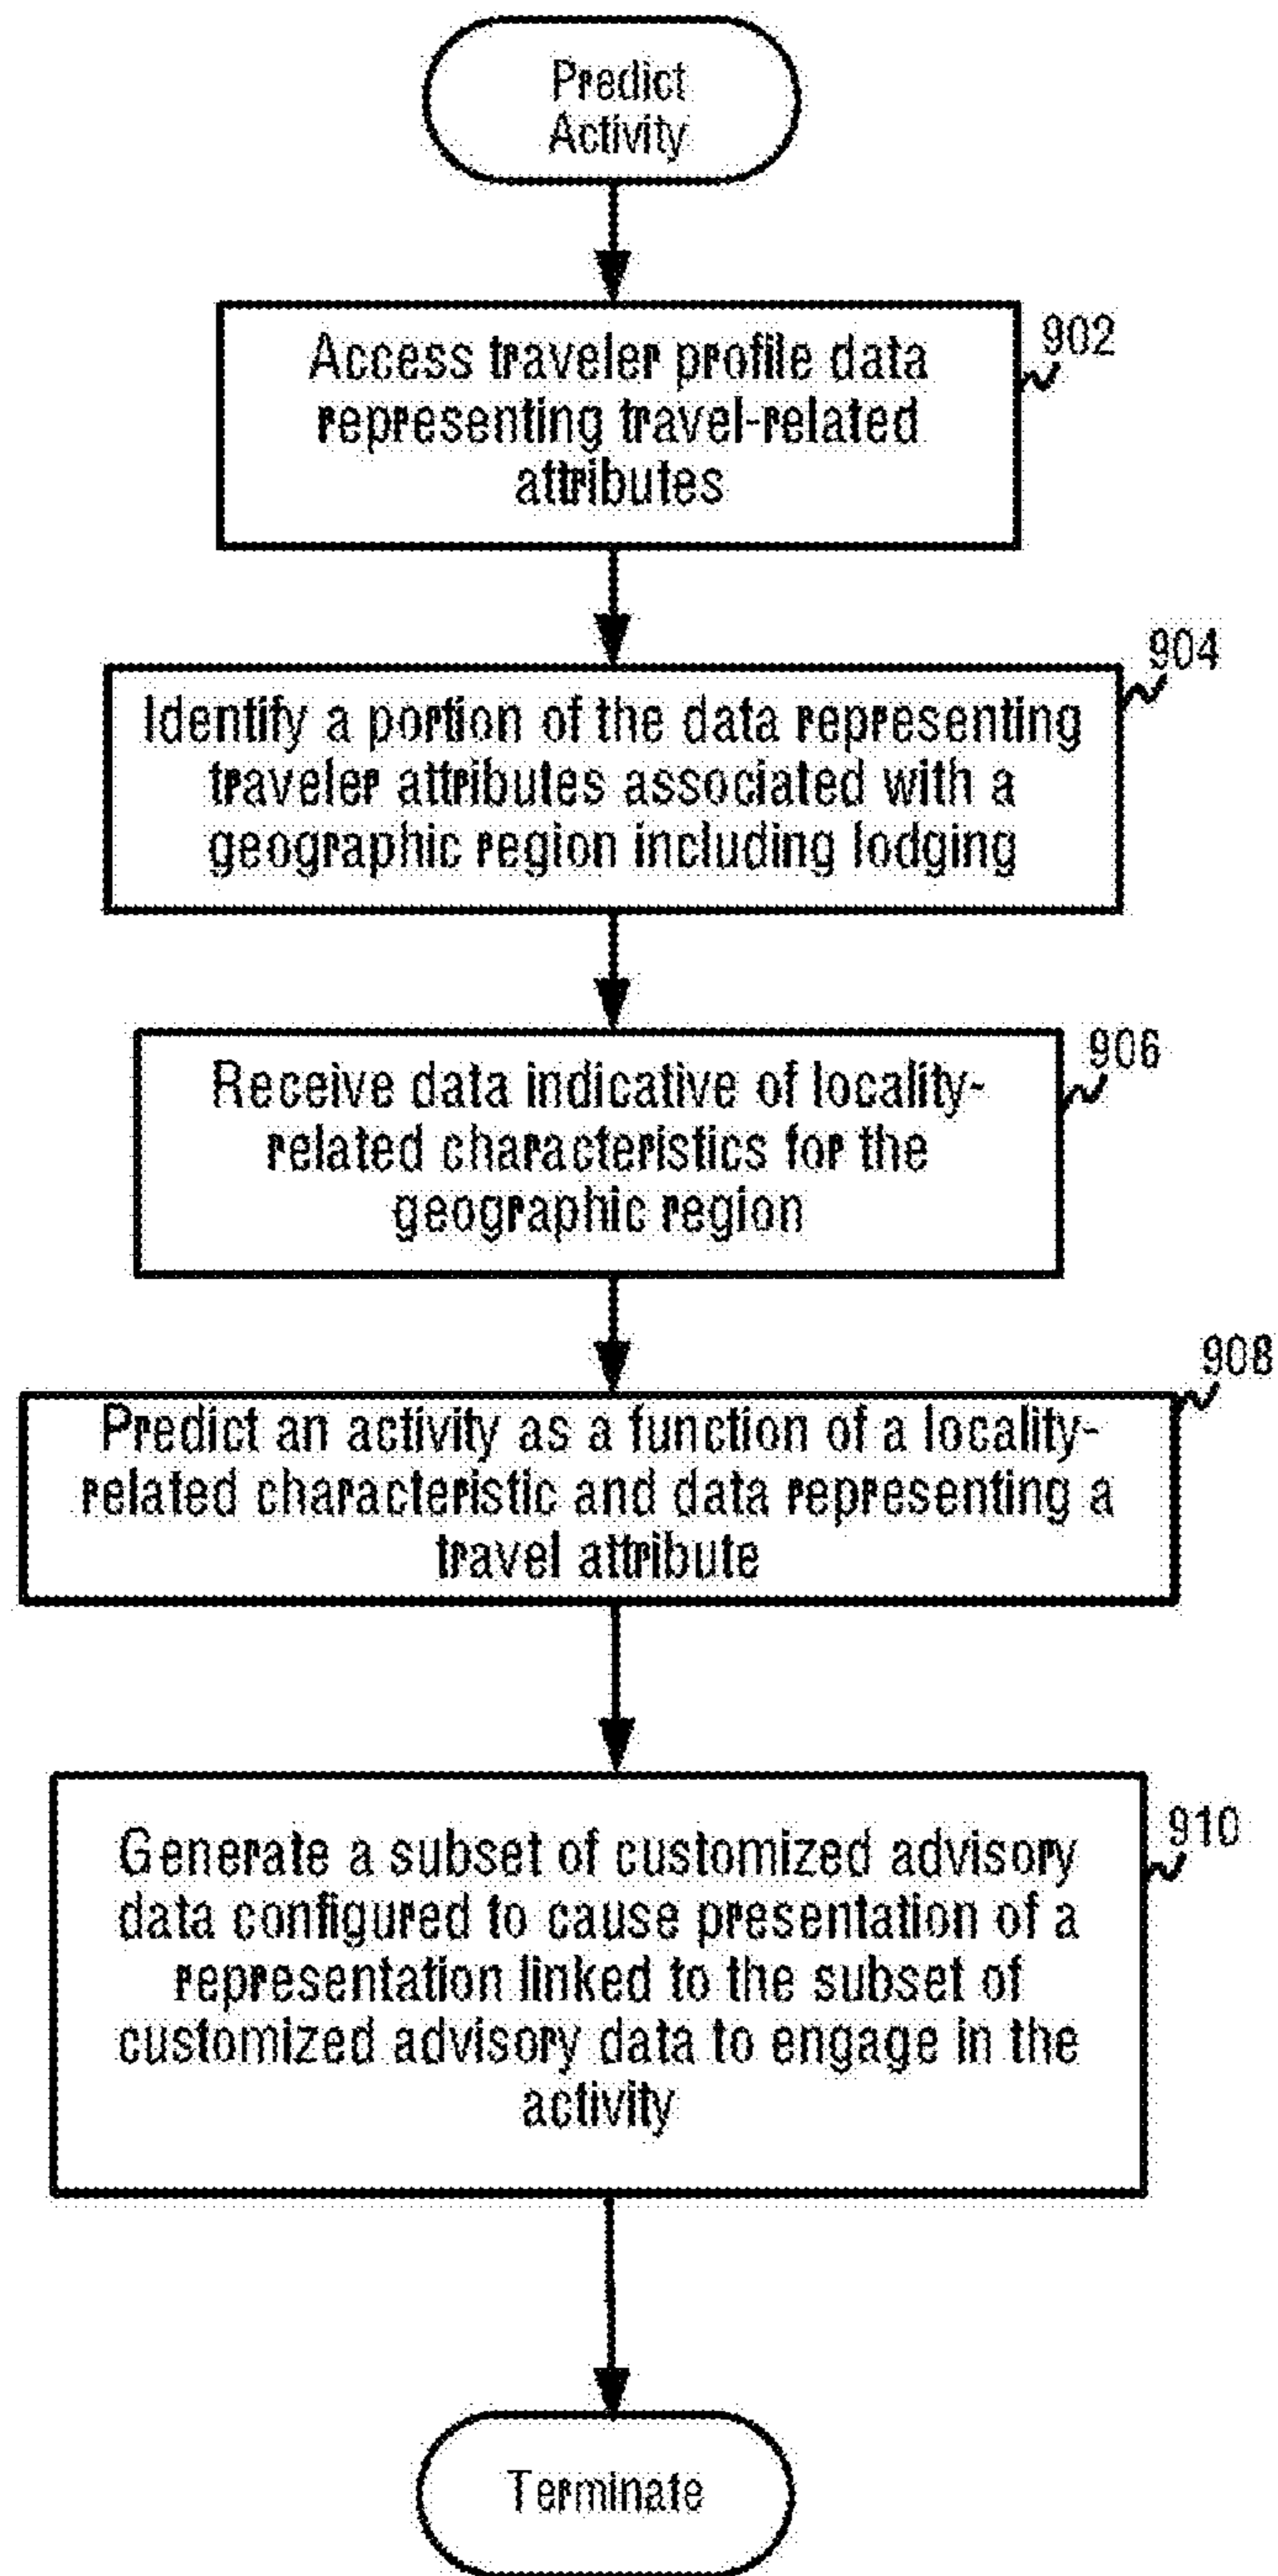 Predict
Activity
902
Access traveler profile data
representing travel-related
attributes
904
Identify a portion of the data representing
traveler attributes associated with a
geographic region including lodging
906
Receive data indicative of locality-
related characteristics for the
geographic region
908
Predict an activity as a function of a locality-
related characteristic and data representing a
travel attribute
910
Generate a subset of customized advisory
data configured to cause presentation of a
representation linked to the subset of
customized advisory data to engage in the
activity
Terminate